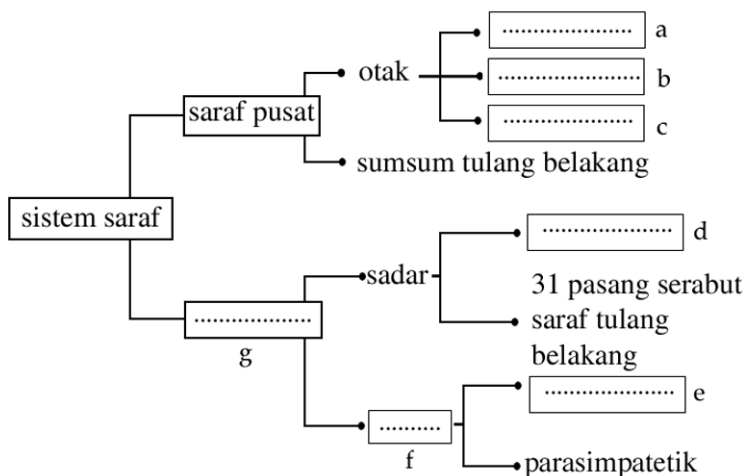 .................... a
otak
...................... b
saraf pusat
.................... c
sumsum tulang belakang
sistem saraf
.................... d
sadar
31 pasang serabut
saraf tulang
belakang
..................
g
.................... e
..........
f
parasimpatetik